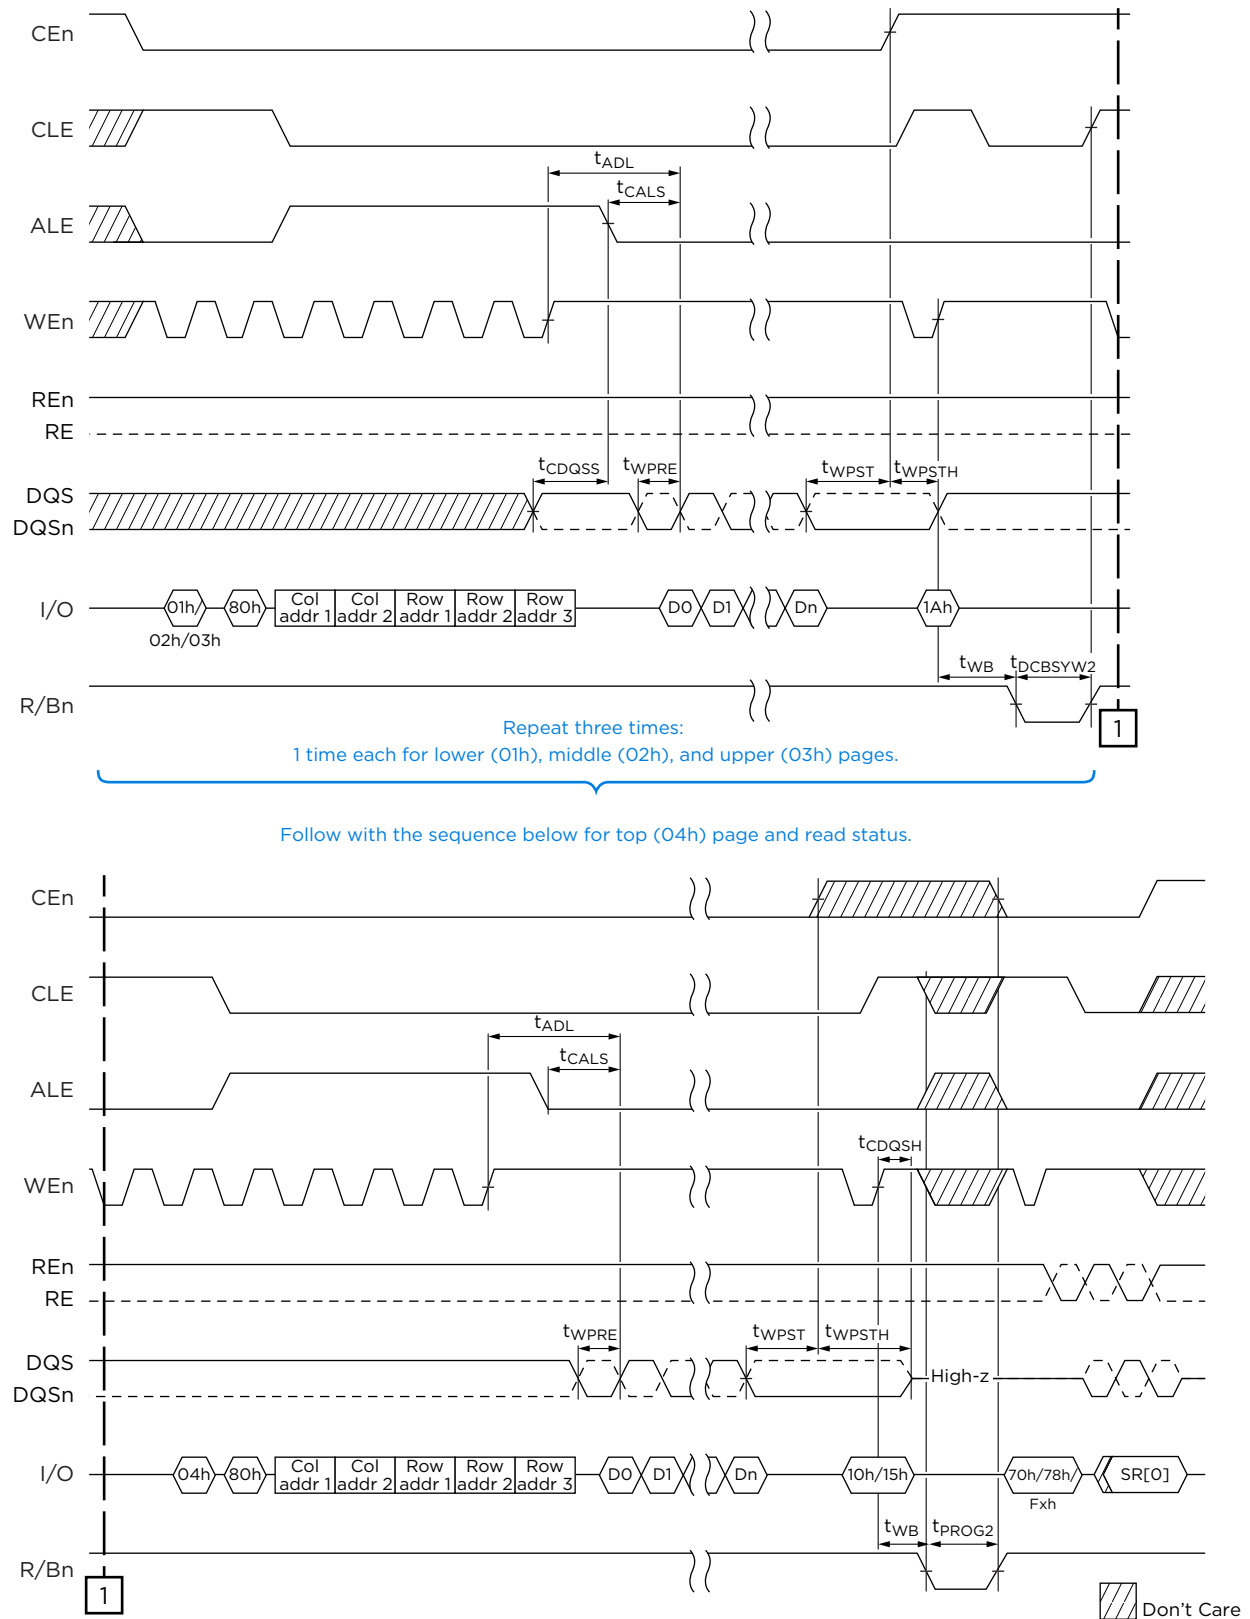 CEn
CLE
tADL
tCALS
ALE
WEn
REn
RE
tCDQSS tWPRE tWPST tWPSTH
DQS
DQSn
I/O 01h/ 80h Col addr 1 Col addr 2 Row addr 1 Row addr 2 Row addr 3 D0 D1 Dn 1Ah
02h/03h
tWB tDCBSYW2
R/Bn
1
Repeat three times:
1 time each for lower (01h), middle (02h), and upper (03h) pages.
Follow with the sequence below for top (04h) page and read status.
CEn
CLE
tADL
tCALS
ALE
tCDQSH
WEn
REn
RE
tWPRE tWPST tWPSTH
DQS
High-z
DQSn
I/O 04h 80h Col addr 1 Col addr 2 Row addr 1 Row addr 2 Row addr 3 D0 D1 Dn 10h/15h 70h/78h/ SR[0]
Fxh
tWB tPROG2
R/Bn
1
Don't Care